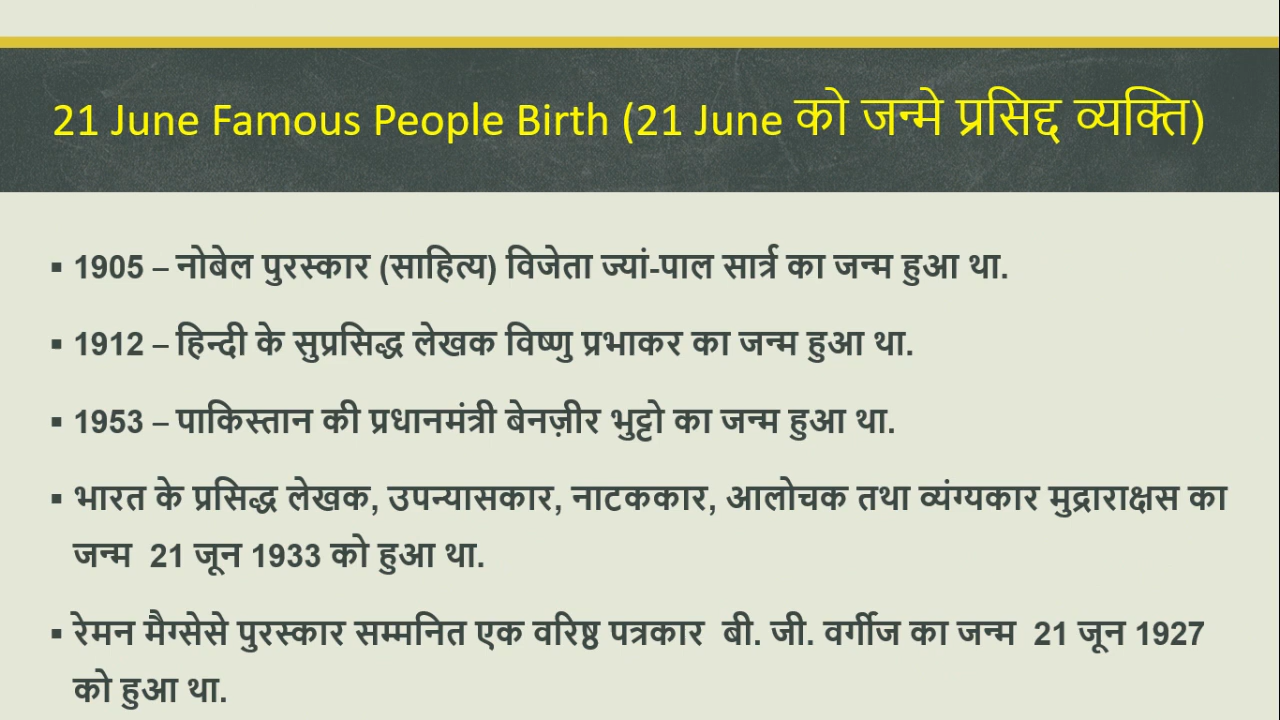 21 June Famous People Birth (21 June को जन्मे प्रसिद्द व्यक्ति)
▪ 1905 – नोबेल पुरस्कार (साहित्य) विजेता ज्यां-पाल सार्त्र का जन्म हुआ था.
▪ 1912 – हिन्दी के सुप्रसिद्ध लेखक विष्णु प्रभाकर का जन्म हुआ था.
▪ 1953 – पाकिस्तान की प्रधानमंत्री बेनज़ीर भुट्टो का जन्म हुआ था.
▪ भारत के प्रसिद्ध लेखक, उपन्यासकार, नाटककार, आलोचक तथा व्यंग्यकार मुद्राराक्षस का
जन्म 21 जून 1933 को हुआ था.
▪ रेमन मैग्सेसे पुरस्कार सम्मनित एक वरिष्ठ पत्रकार बी. जी. वर्गीज का जन्म 21 जून 1927
को हुआ था.